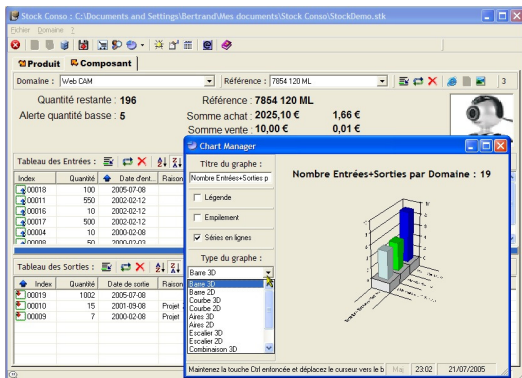 Stock Conso : C:\Documents and Settings\Bertrand\Mes documents\Stock Conso\StockDemo.stk
Fichier Domaine ?
3
Produit Composant
Domaine : Web CAM Référence : 7854 120 ML
Quantité restante : 196 Référence : 7854 120 ML
Alerte quantité basse : 5 Somme achat : 2025,10 € 1,66 €
Somme vente : 10,00 € 0,01 €
Chart Manager
Titre du graphe :
Nombre Entrées+Sorties p
Nombre Entrées+Sorties par Domaine : 19
Légende
Empilement
Séries en lignes
Type du graphe :
Barre 3D
Barre 3D
Barre 2D
Courbe 3D
Courbe 2D
Aires 3D
Aires 2D
Escalier 3D
Escalier 2D
Combinaison 3D
Maintenez la touche Ctrl enfoncée et déplacez le curseur vers le b Maj 23:02 21/07/2005
Tableau des Entrées :
Index Quantité Date d'ent... Raison
00018 100 2005-07-08
00011 550 2002-02-12
00016 10 2002-02-12
00017 500 2002-02-12
00004 10 2000-02-08
00008 50 2000-02-03
Tableau des Sorties :
Index Quantité Date de sortie Raison
00019 1002 2005-07-08
00010 15 2001-09-08 Projet
00009 7 2000-02-08 Projet